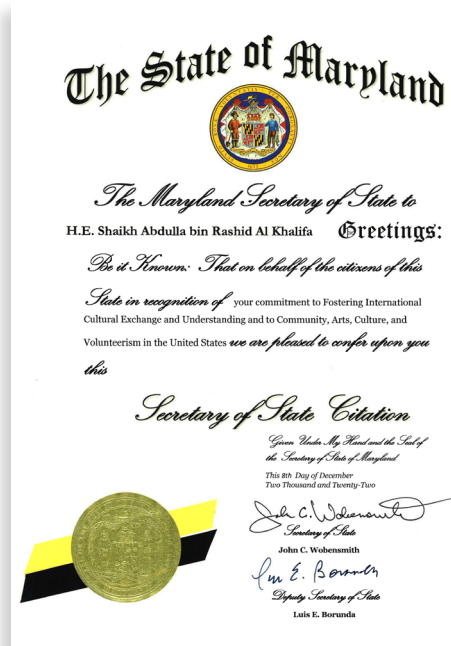 The State of Maryland
The Maryland Secretary of State to
H.E. Shaikh Abdulla bin Rashid Al Khalifa Greetings:
Be it Known: That on behalf of the citizens of this
State in recognition of your commitment to Fostering International
Cultural Exchange and Understanding and to Community, Arts, Culture, and
Volunteerism in the United States we are pleased to confer upon you
this
Secretary of State Citation
Given Under My Hand and the Seal of
the Secretary of State of Maryland
This 8th Day of December
Two Thousand and Twenty-Two
John C. Wobensmith
Secretary of State
John C. Wobensmith
Luis E. Borunda
Deputy Secretary of State
Luis E. Borunda